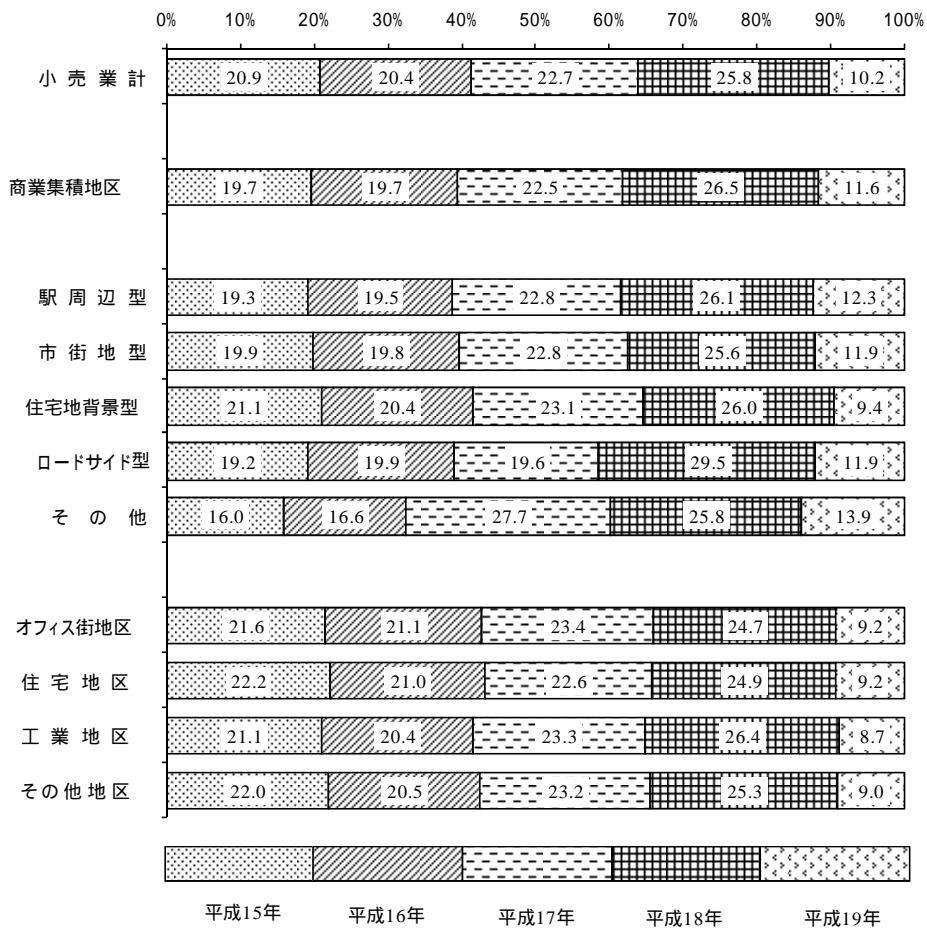 0% 10% 20% 30% 40% 50% 60% 70% 80% 90% 100%
小売業計 20.9 20.4 22.7 25.8 10.2
商業集積地区 19.7 19.7 22.5 26.5 11.6
駅周辺型 19.3 19.5 22.8 26.1 12.3
市街地型 19.9 19.8 22.8 25.6 11.9
住宅地背景型 21.1 20.4 23.1 26.0 9.4
ロードサイド型 19.2 19.9 19.6 29.5 11.9
その他 16.0 16.6 27.7 25.8 13.9
オフィス街地区 21.6 21.1 23.4 24.7 9.2
住宅地区 22.2 21.0 22.6 24.9 9.2
工業地区 21.1 20.4 23.3 26.4 8.7
その他地区 22.0 20.5 23.2 25.3 9.0
平成15年 平成16年 平成17年 平成18年 平成19年